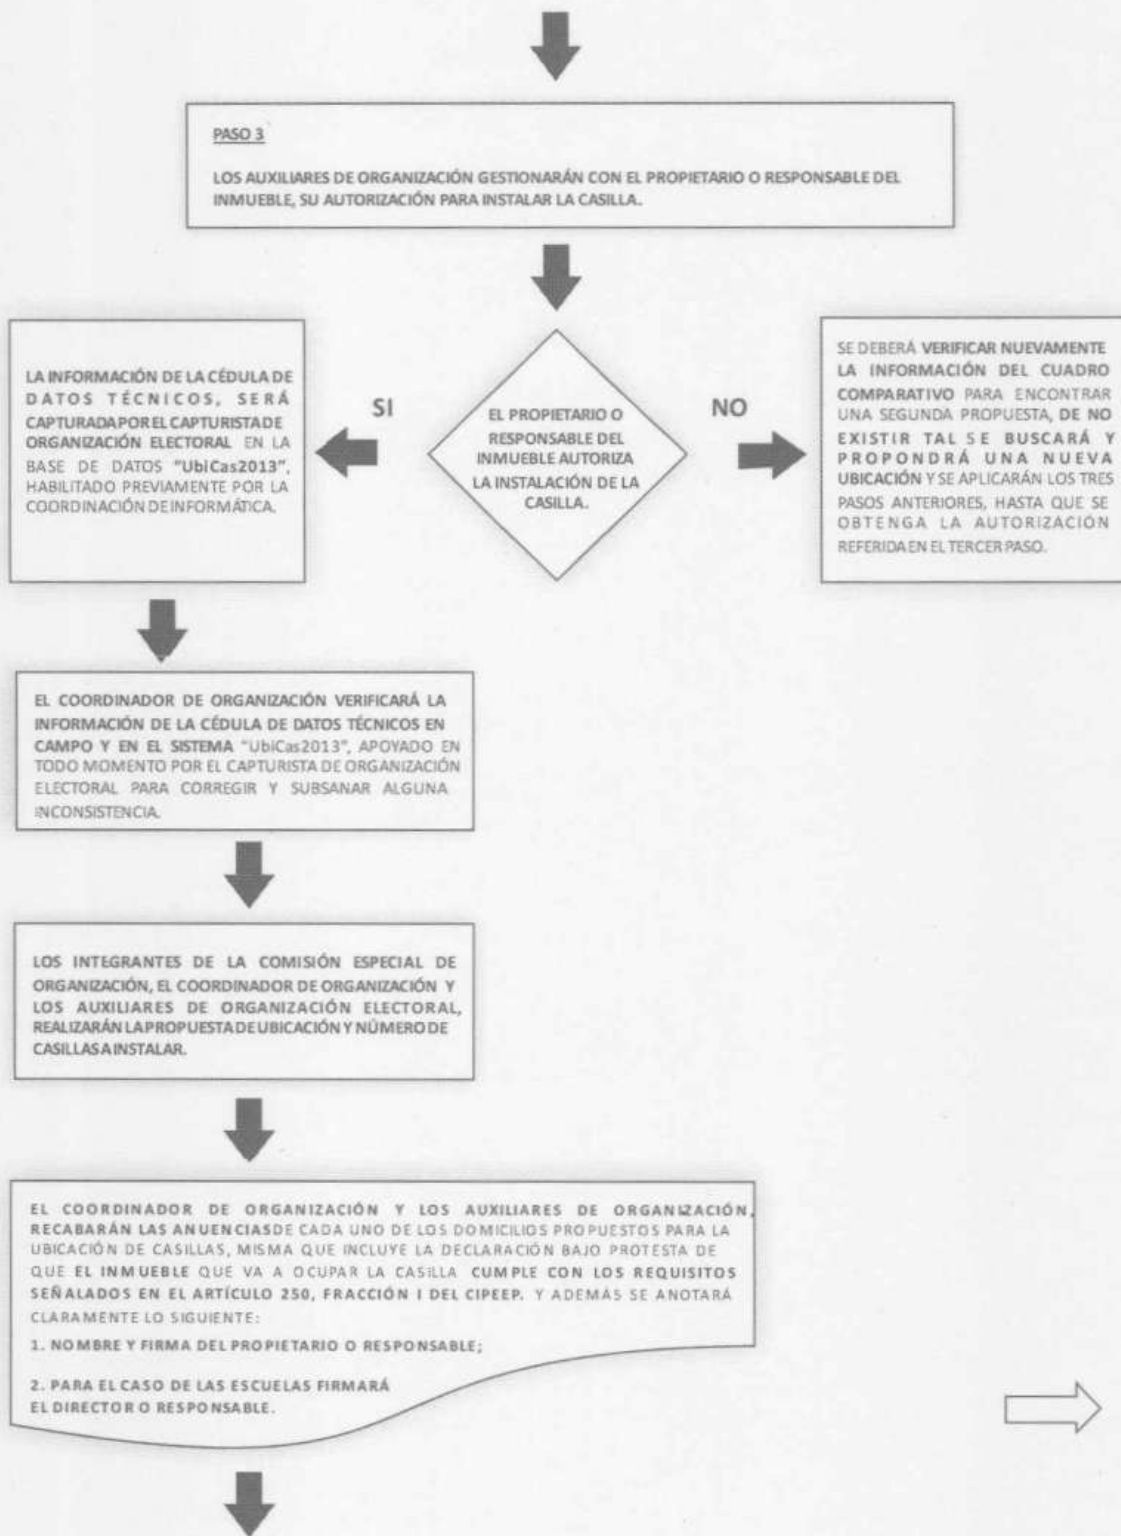 PASO 3
LOS AUXILIARES DE ORGANIZACIÓN GESTIONARÁN CON EL PROPIETARIO O RESPONSABLE DEL
INMUEBLE, SU AUTORIZACIÓN PARA INSTALAR LA CASILLA.
LA INFORMACIÓN DE LA CÉDULA DE
DATOS TÉCNICOS, SERÁ
CAPTURADA POR EL CAPTURISTA DE
ORGANIZACIÓN ELECTORAL EN LA
BASE DE DATOS "UbiCas2013",
HABILITADO PREVIAMENTE POR LA
COORDINACIÓN DE INFORMÁTICA.
SI
EL PROPIETARIO O
RESPONSABLE DEL
INMUEBLE AUTORIZA
LA INSTALACIÓN DE LA
CASILLA.
NO
SE DEBERÁ VERIFICAR NUEVAMENTE
LA INFORMACIÓN DEL CUADRO
COMPARATIVO PARA ENCONTRAR
UNA SEGUNDA PROPUESTA, DE NO
EXISTIR TAL SE BUSCARÁ Y
PROPONDRÁ UNA NUEVA
UBICACIÓN Y SE APLICARÁN LOS TRES
PASOS ANTERIORES, HASTA QUE SE
OBTENGA LA AUTORIZACIÓN
REFERIDA EN EL TERCER PASO.
EL COORDINADOR DE ORGANIZACIÓN VERIFICARÁ LA
INFORMACIÓN DE LA CÉDULA DE DATOS TÉCNICOS EN
CAMPO Y EN EL SISTEMA "UbiCas2013", APOYADO EN
TODO MOMENTO POR EL CAPTURISTA DE ORGANIZACIÓN
ELECTORAL PARA CORREGIR Y SUBSANAR ALGUNA
INCONSISTENCIA.
LOS INTEGRANTES DE LA COMISIÓN ESPECIAL DE
ORGANIZACIÓN, EL COORDINADOR DE ORGANIZACIÓN Y
LOS AUXILIARES DE ORGANIZACIÓN ELECTORAL,
REALIZARÁN LA PROPUESTA DE UBICACIÓN Y NÚMERO DE
CASILLAS A INSTALAR.
EL COORDINADOR DE ORGANIZACIÓN Y LOS AUXILIARES DE ORGANIZACIÓN,
RECABARÁN LAS ANUENCIAS DE CADA UNO DE LOS DOMICILIOS PROPUESTOS PARA LA
UBICACIÓN DE CASILLAS, MISMA QUE INCLUYE LA DECLARACIÓN BAJO PROTESTA DE
QUE EL INMUEBLE QUE VA A OCUPAR LA CASILLA CUMPLE CON LOS REQUISITOS
SEÑALADOS EN EL ARTÍCULO 250, FRACCIÓN I DEL CIPEEP. Y ADEMÁS SE ANOTARÁ
CLARAMENTE LO SIGUIENTE:
1. NOMBRE Y FIRMA DEL PROPIETARIO O RESPONSABLE;
2. PARA EL CASO DE LAS ESCUELAS FIRMARÁ
EL DIRECTOR O RESPONSABLE.